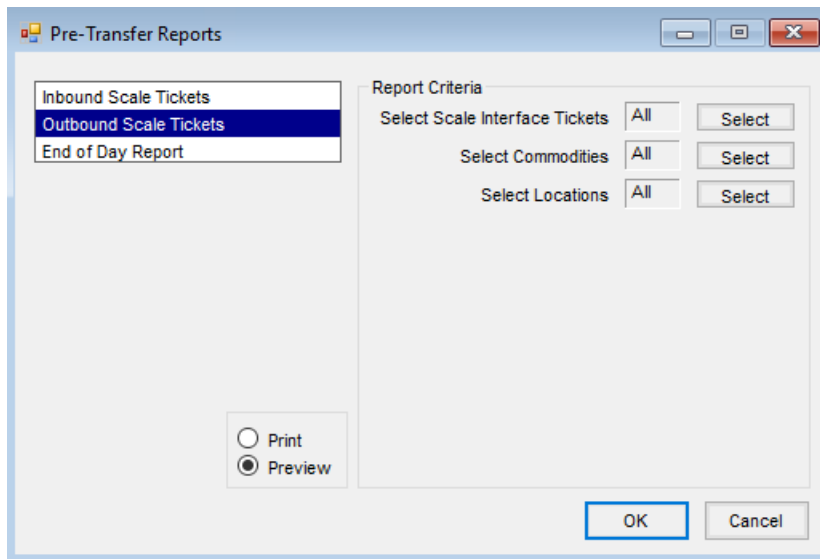 Pre-Transfer Reports
Inbound Scale Tickets
Outbound Scale Tickets
End of Day Report
Report Criteria
Select Scale Interface Tickets All Select
Select Commodities All Select
Select Locations All Select
Print
Preview
OK Cancel